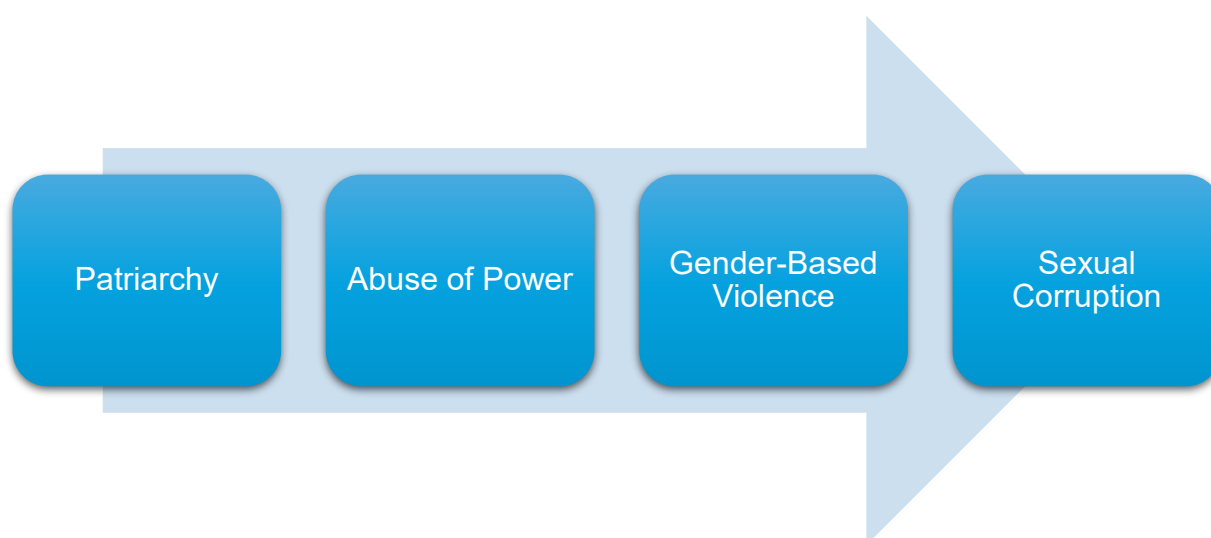 Patriarchy
Abuse of Power
Gender-Based
Violence
Sexual
Corruption